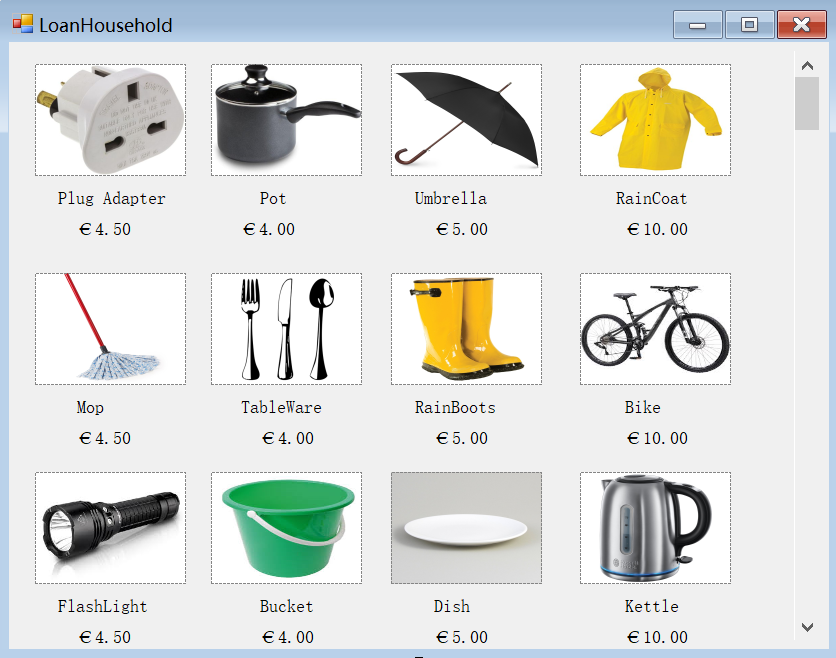 LoanHousehold
Plug Adapter Pot Umbrella RainCoat
€4.50 €4.00 €5.00 €10.00
Mop TableWare RainBoots Bike
€4.50 €4.00 €5.00 €10.00
FlashLight Bucket Dish Kettle
€4.50 €4.00 €5.00 €10.00